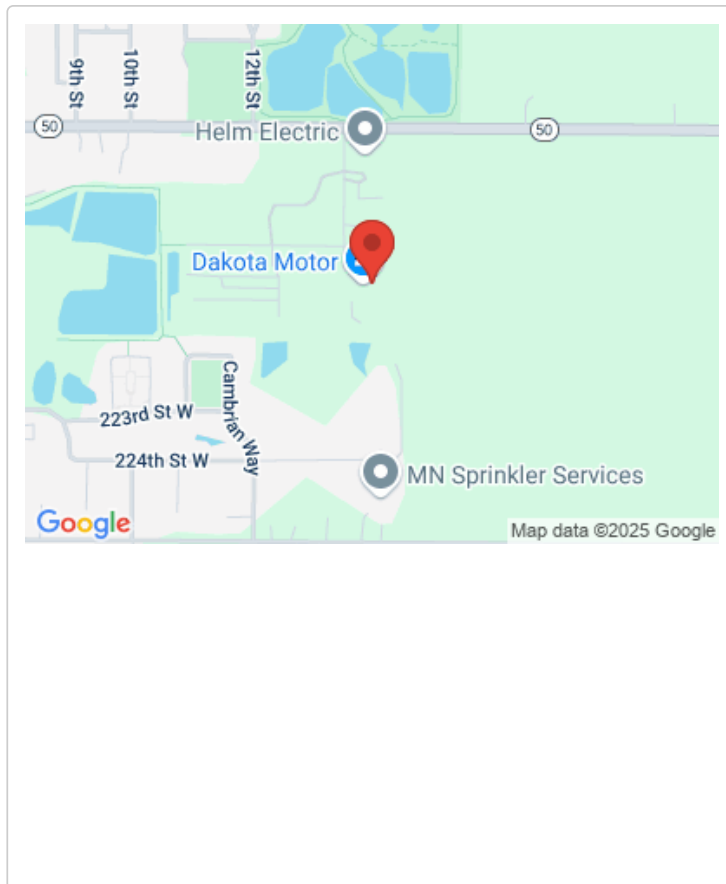 9th St
10th St
12th St
50
Helm Electric
50
Dakota Motor
Cambrian Way
223rd St W
224th St W
MN Sprinkler Services
Google
Map data ©2025 Google